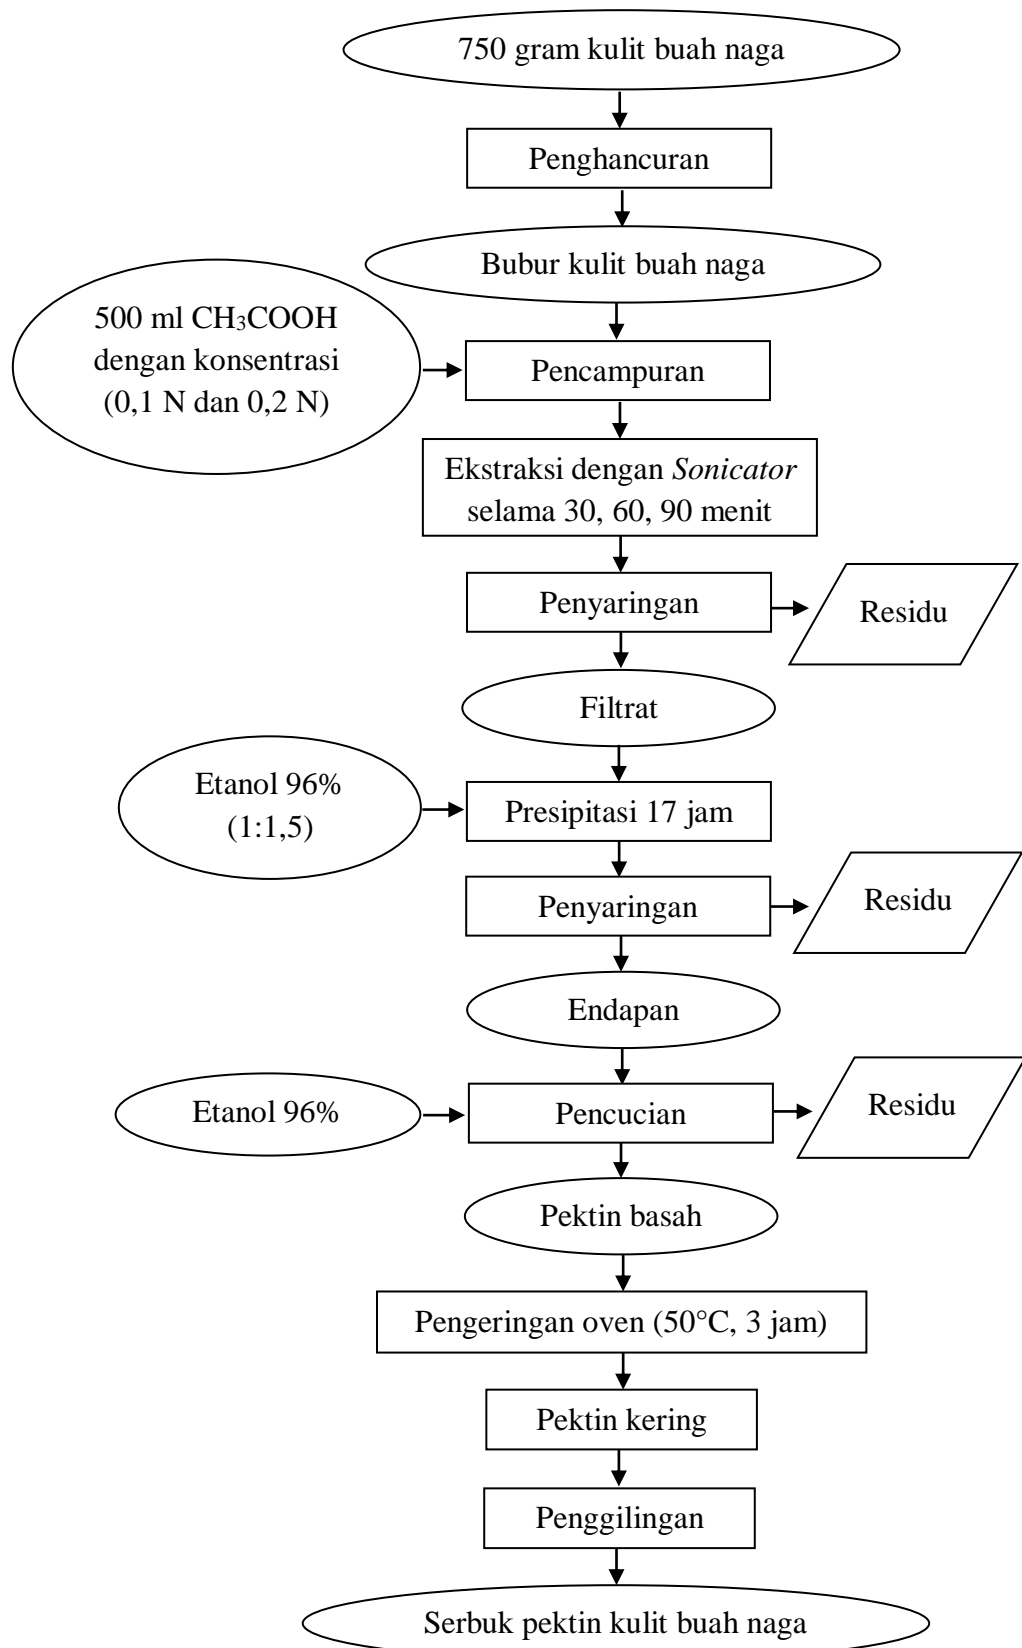 750 gram kulit buah naga
Penghancuran
Bubur kulit buah naga
500 ml CH₃COOH
dengan konsentrasi
(0,1 N dan 0,2 N)
Pencampuran
Ekstraksi dengan Sonicator
selama 30, 60, 90 menit
Penyaringan
Residu
Filtrat
Etanol 96%
(1:1,5)
Presipitasi 17 jam
Penyaringan
Residu
Endapan
Etanol 96%
Pencucian
Residu
Pektin basah
Pengeringan oven (50°C, 3 jam)
Pektin kering
Penggilingan
Serbuk pektin kulit buah naga